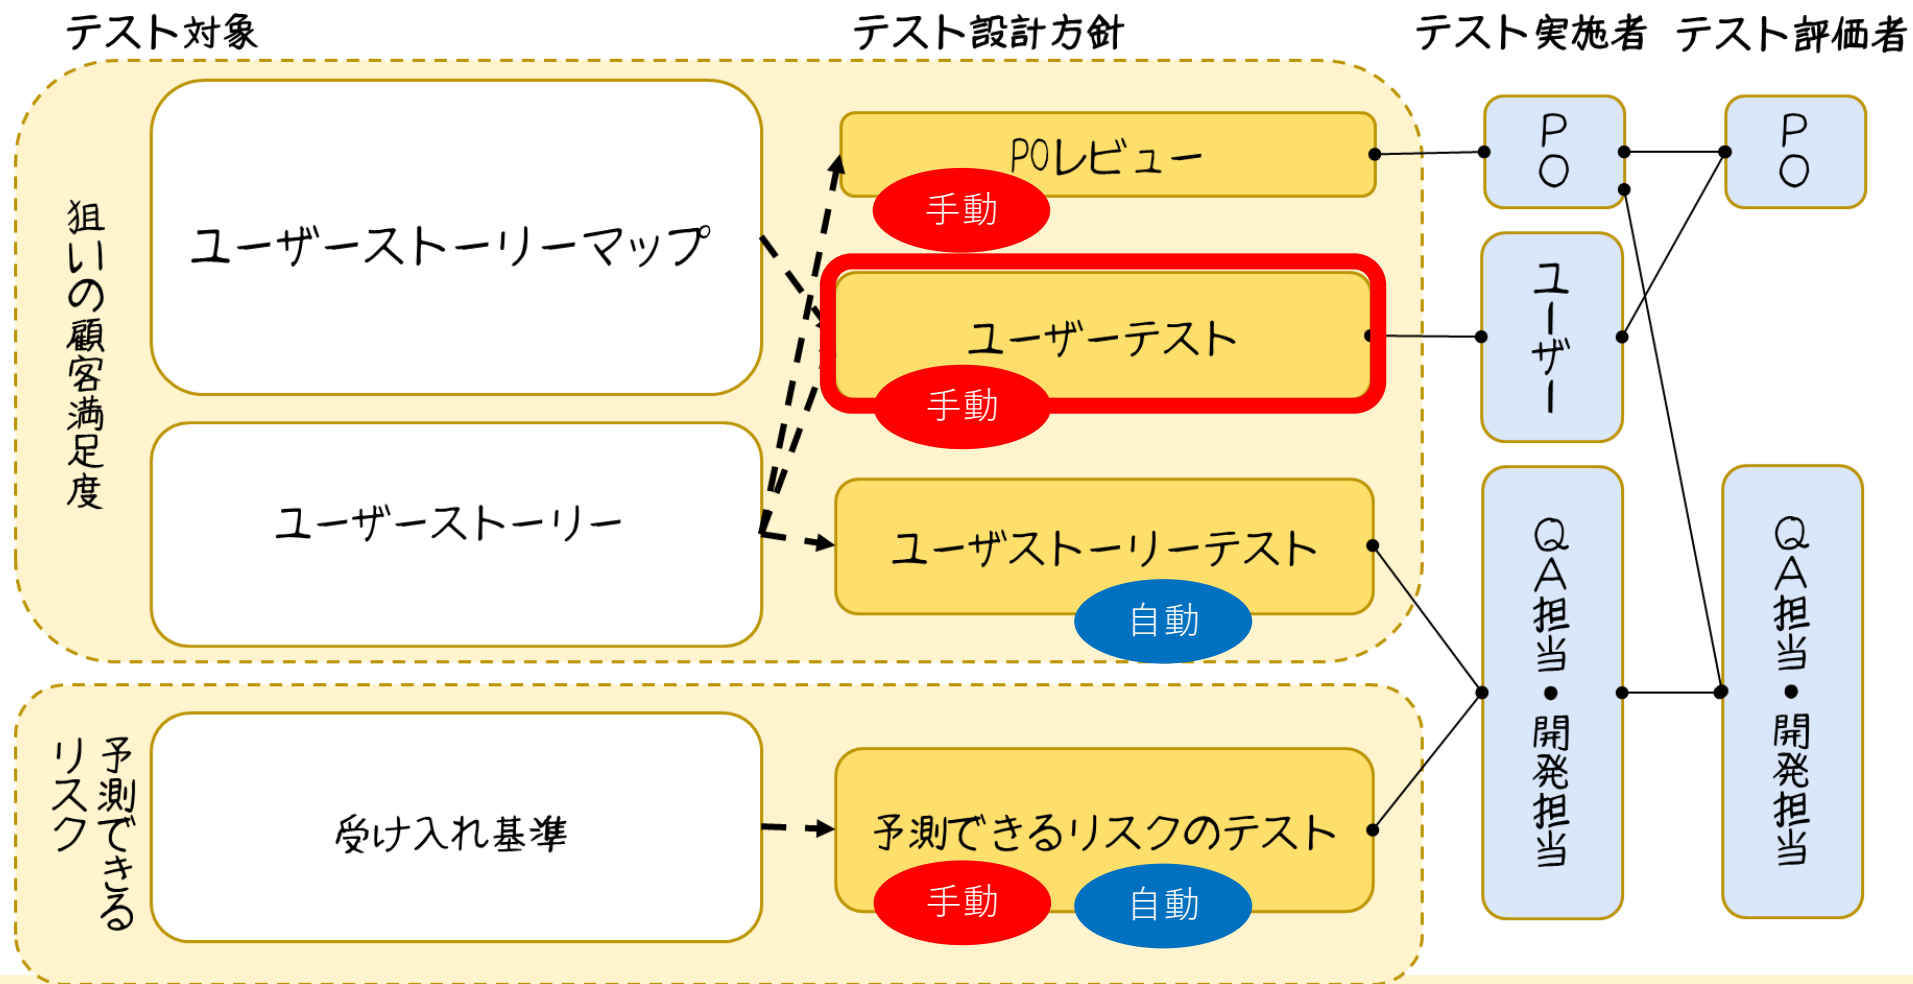 テスト対象
テスト設計方針
テスト実施者
テスト評価者
狙いの顧客満足度
ユーザーストーリーマップ
ユーザーストーリー
POレビュー
手動
ユーザーテスト
手動
ユーザストーリーテスト
自動
PO
ユーザー
QA担当・開発担当
PO
QA担当・開発担当
予測できる
リスク
受け入れ基準
予測できるリスクのテスト
手動
自動